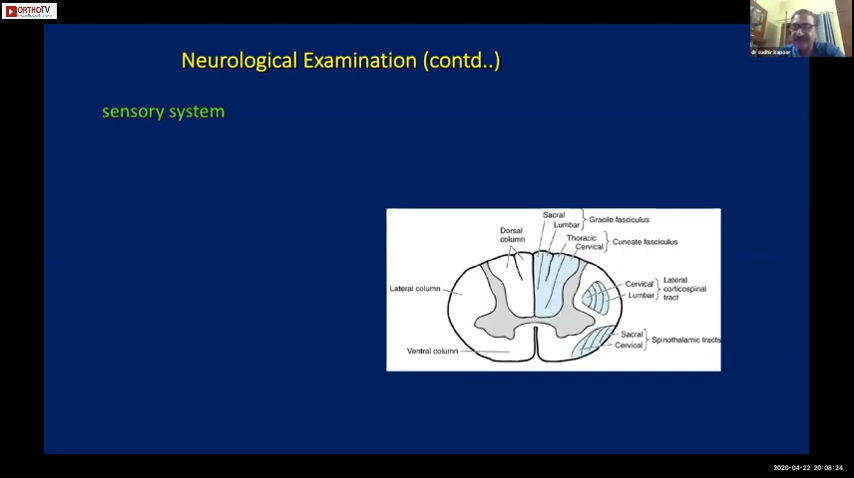 ORTHOTV
dr sudhir kapoor
Neurological Examination (contd..)
sensory system
Sacral
Lumbar
Gracile fasciculus
Dorsal
column
Thoracic
Cervical
Cuneate fasciculus
Lateral column
Cervical
Lumbar
Lateral
corticospinal
tract
Sacral
Cervical
Spinothalamic tracts
Ventral column
2020-04-22 20:08:24